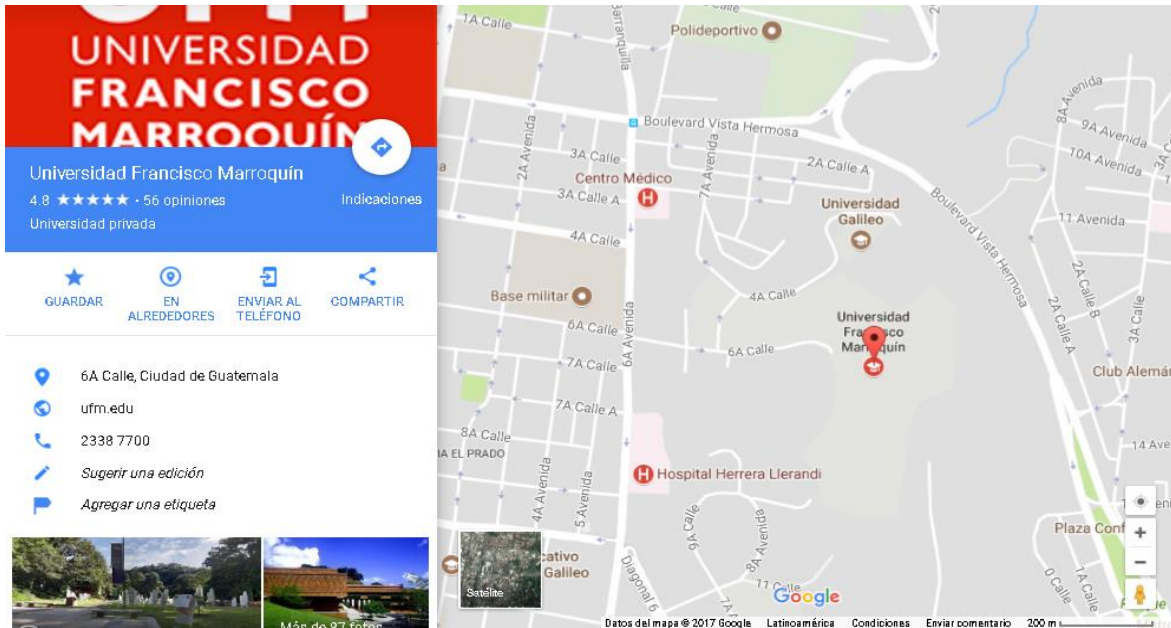 UNIVERSIDAD
FRANCISCO
MARROQUÍN
Universidad Francisco Marroquín
4.8 ★★★★★ · 56 opiniones
Indicaciones
Universidad privada
GUARDAR
EN
ALREDEDORES
ENVIAR AL
TELÉFONO
COMPARTIR
6A Calle, Ciudad de Guatemala
ufm.edu
2338 7700
Sugerir una edición
Agregar una etiqueta
Más de 87 fotos
1A Calle
Barranquilla
Polideportivo
Boulevard Vista Hermosa
2A Avenida
3A Calle
Centro Médico
3A Calle A
7A Avenida
2A Calle A
Universidad
Galileo
4A Calle
Boulevard Vista Hermosa
8A Avenida
9A Avenida
10A Avenida
11 Avenida
2A Calle B
2A Calle A
3A Calle
Base militar
4A Calle
6A Calle
6A Avenida
6A Calle
Universidad
Francisco
Marroquín
7A Calle
Club Alemán
7A Calle A
8A Calle
EL PRADO
4A Avenida
5 Avenida
Hospital Herrera Llerandi
14 Ave
9A Calle
8A Avenida
Plaza Conf
cativo
Galileo
Satélite
Diagonal 6
7A
11 Calle
Google
0 Calle
1A Calle
Datos del mapa © 2017 Google
Latinoamérica
Condiciones
Enviar comentario
200 m